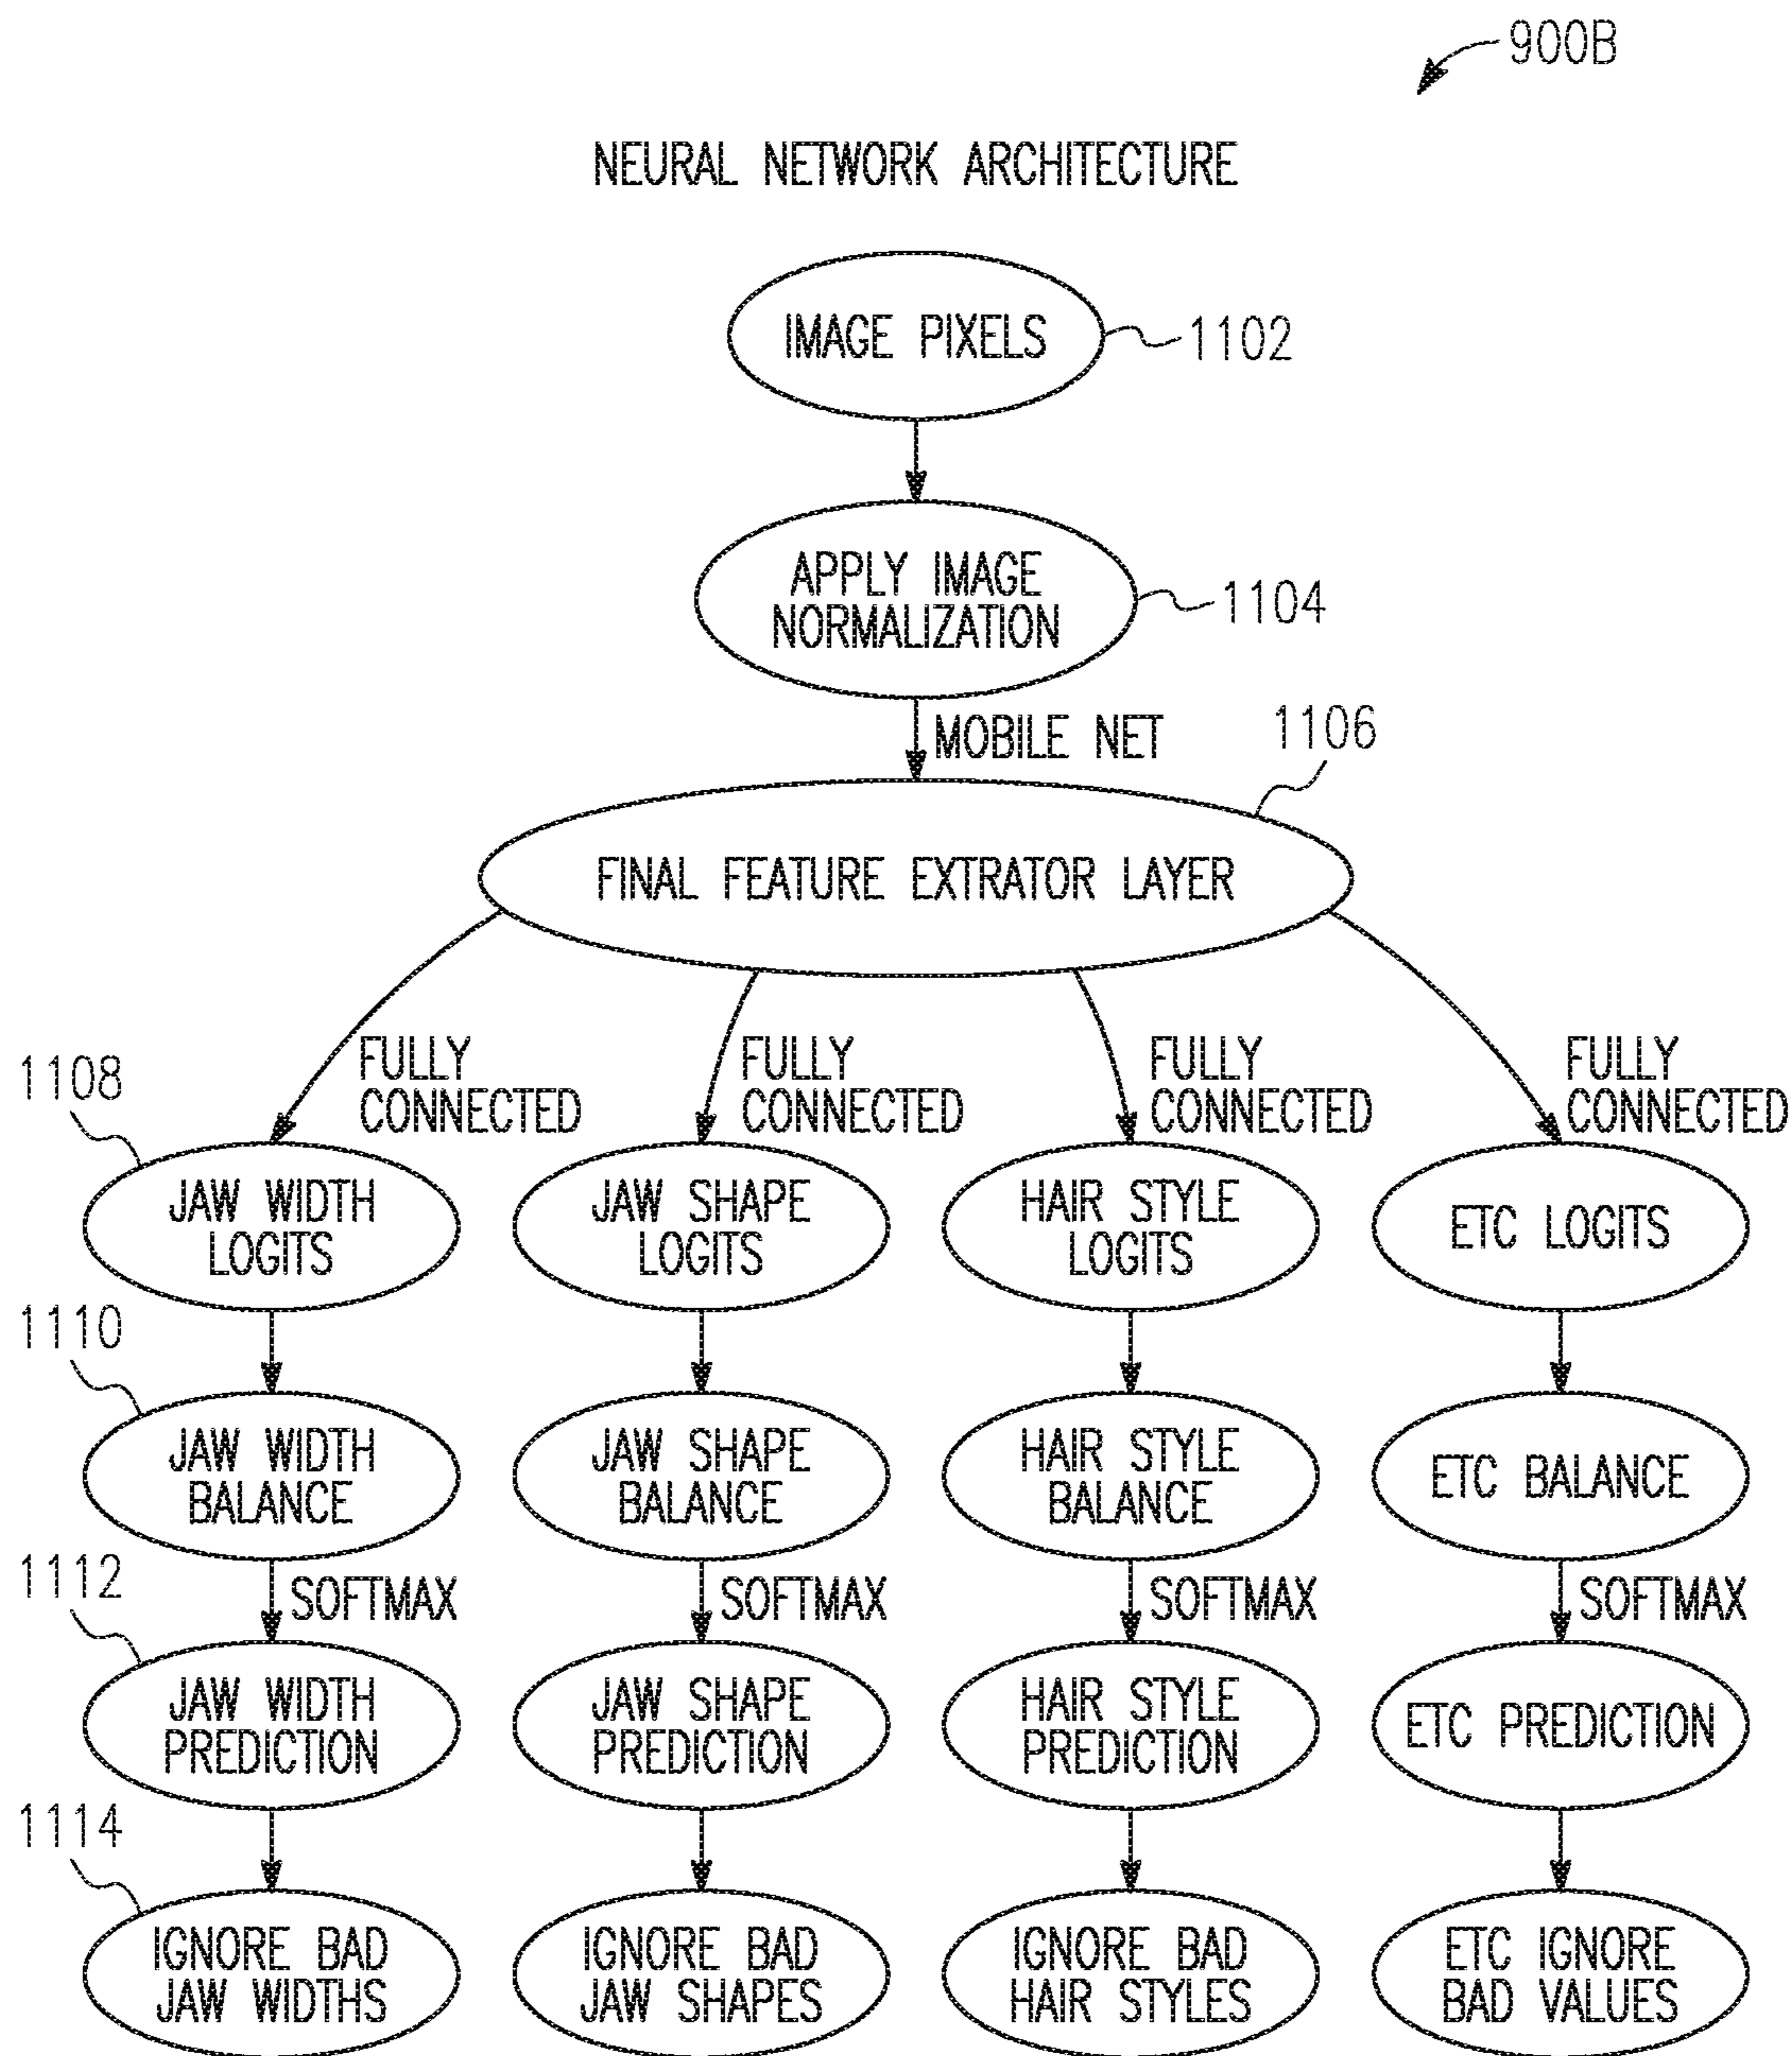 900B
NEURAL NETWORK ARCHITECTURE
IMAGE PIXELS
1102
APPLY IMAGE
NORMALIZATION
1104
MOBILE NET
1106
FINAL FEATURE EXTRATOR LAYER
FULLY
CONNECTED
FULLY
CONNECTED
FULLY
CONNECTED
FULLY
CONNECTED
1108
JAW WIDTH
LOGITS
JAW SHAPE
LOGITS
HAIR STYLE
LOGITS
ETC LOGITS
1110
JAW WIDTH
BALANCE
JAW SHAPE
BALANCE
HAIR STYLE
BALANCE
ETC BALANCE
SOFTMAX
SOFTMAX
SOFTMAX
SOFTMAX
1112
JAW WIDTH
PREDICTION
JAW SHAPE
PREDICTION
HAIR STYLE
PREDICTION
ETC PREDICTION
1114
IGNORE BAD
JAW WIDTHS
IGNORE BAD
JAW SHAPES
IGNORE BAD
HAIR STYLES
ETC IGNORE
BAD VALUES